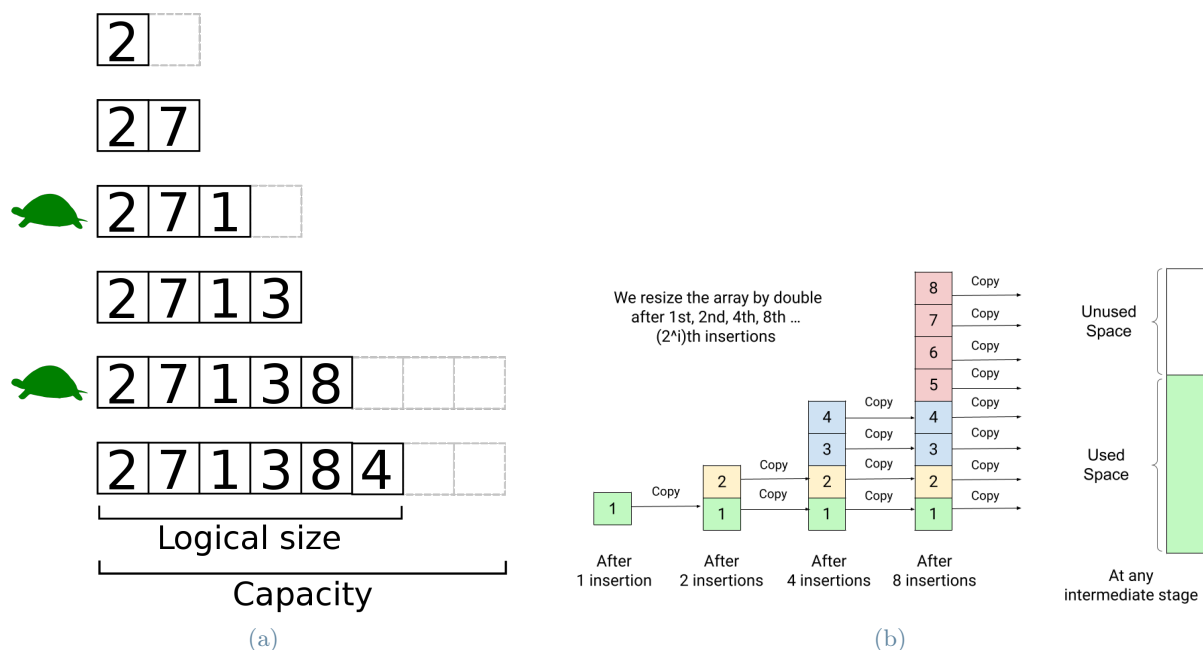 2
2 7
2 7 1
2 7 1 3
2 7 1 3 8
2 7 1 3 8 4
Logical size
Capacity
(a)
We resize the array by double
after 1st, 2nd, 4th, 8th ...
(2^i)th insertions
1
Copy
After
1 insertion
2
1
Copy
Copy
After
2 insertions
4
3
2
1
Copy
Copy
Copy
Copy
After
4 insertions
8
7
6
5
4
3
2
1
Copy
Copy
Copy
Copy
Copy
Copy
Copy
Copy
After
8 insertions
Unused
Space
Used
Space
At any
intermediate stage
(b)